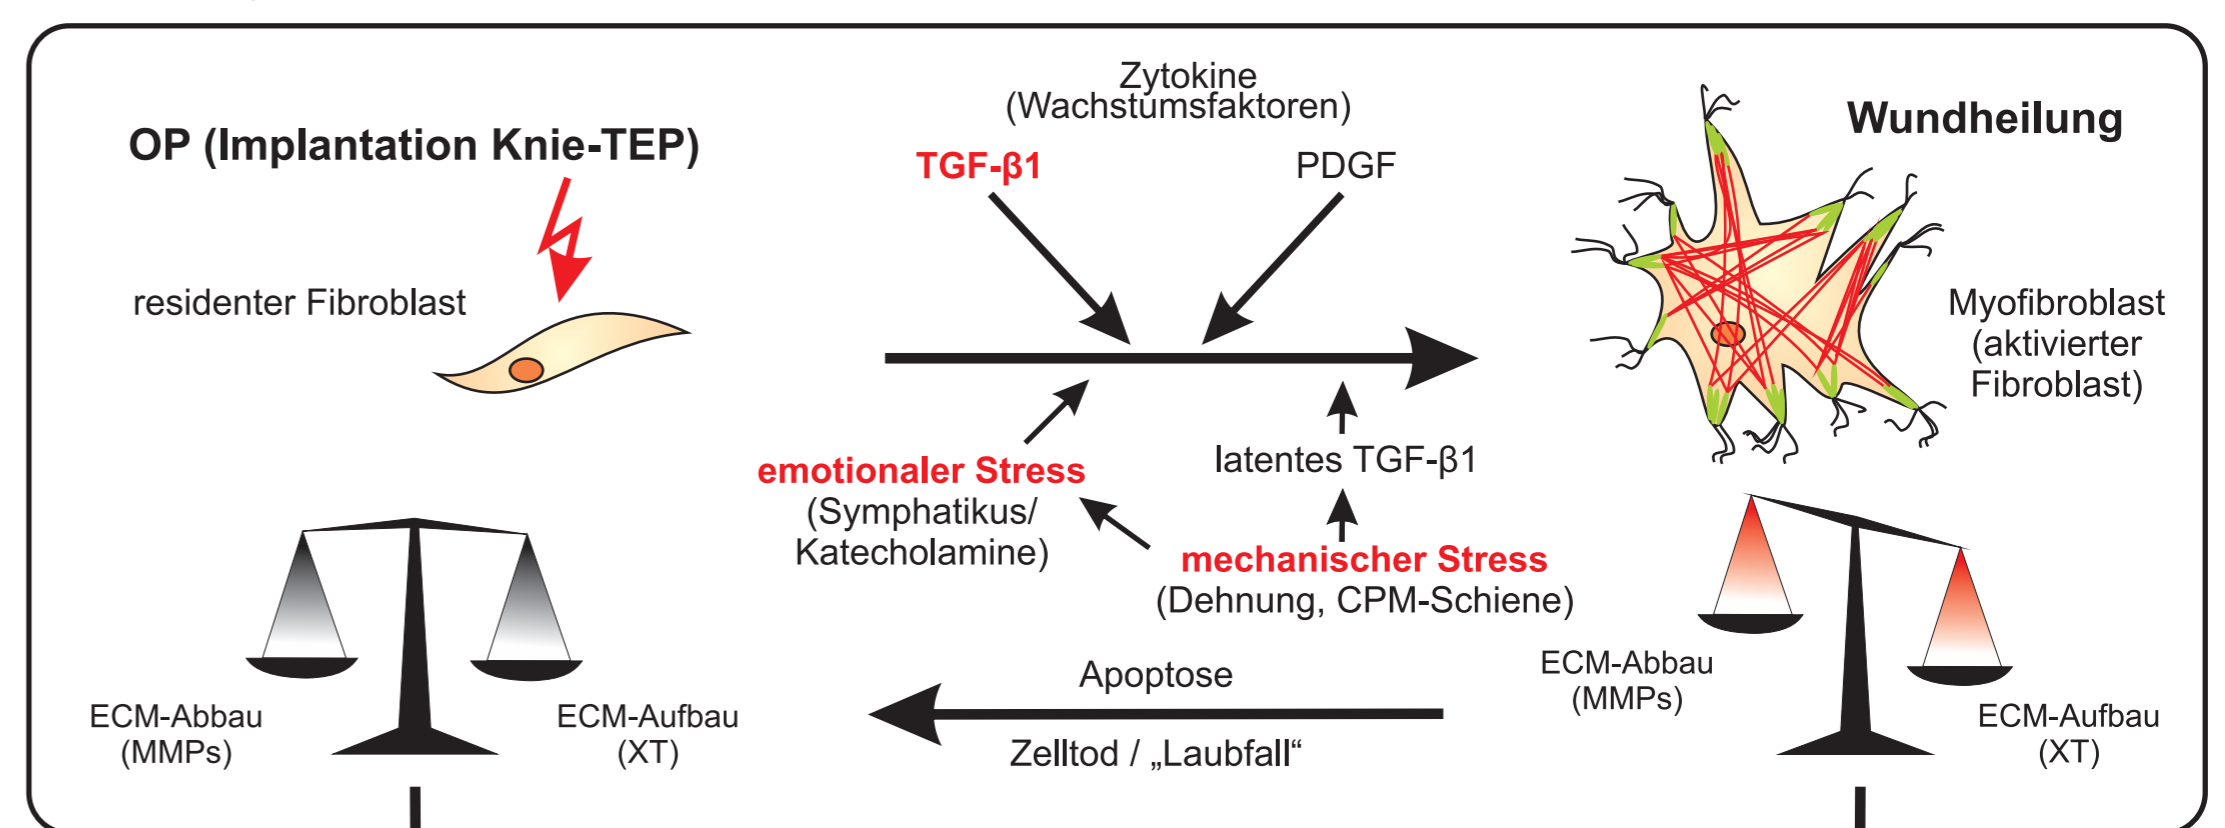 OP (Implantation Knie-TEP)
residenter Fibroblast
Zytokine
(Wachstumsfaktoren)
TGF-β1
PDGF
Wundheilung
Myofibroblast
(aktivierter
Fibroblast)
emotionaler Stress
(Symphatikus/
Katecholamine)
latentes TGF-β1
mechanischer Stress
(Dehnung, CPM-Schiene)
ECM-Abbau
(MMPs)
ECM-Aufbau
(XT)
Apoptose
Zelltod / „Laubfall“
ECM-Abbau
(MMPs)
ECM-Aufbau
(XT)